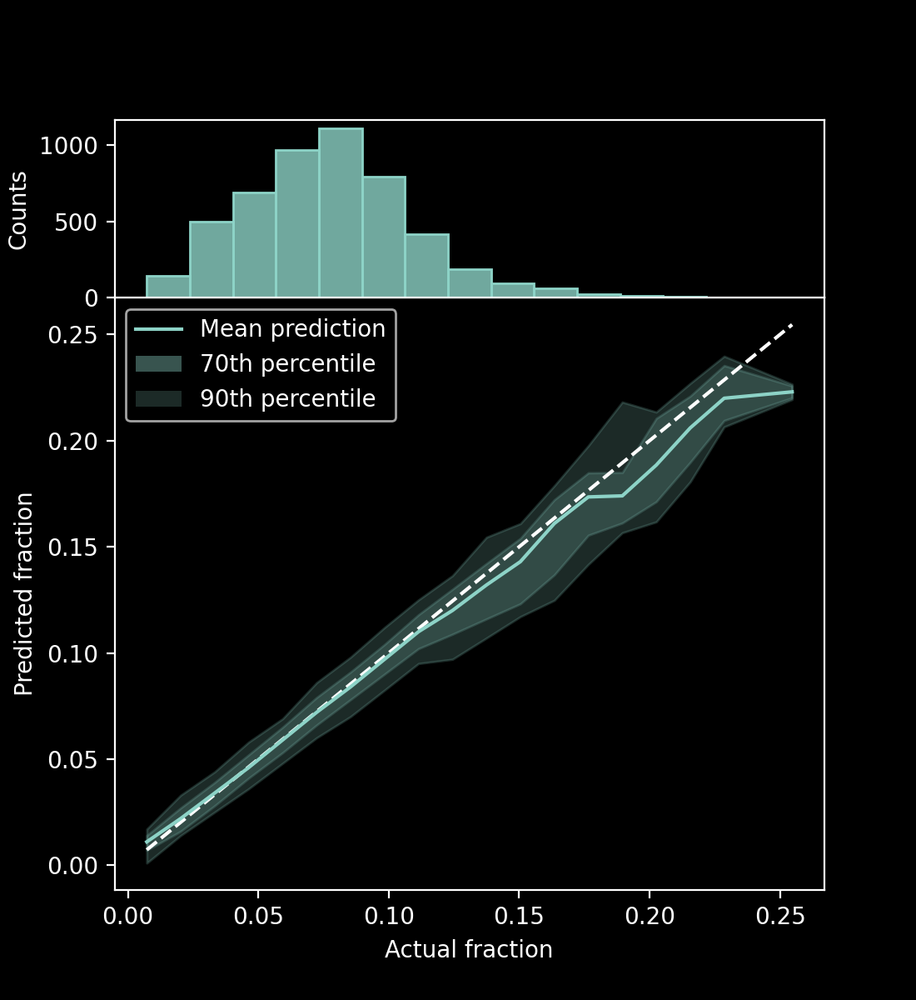 1000
500
0
Counts
Mean prediction
70th percentile
90th percentile
0.25
0.20
0.15
0.10
0.05
0.00
Predicted fraction
0.00 0.05 0.10 0.15 0.20 0.25
Actual fraction